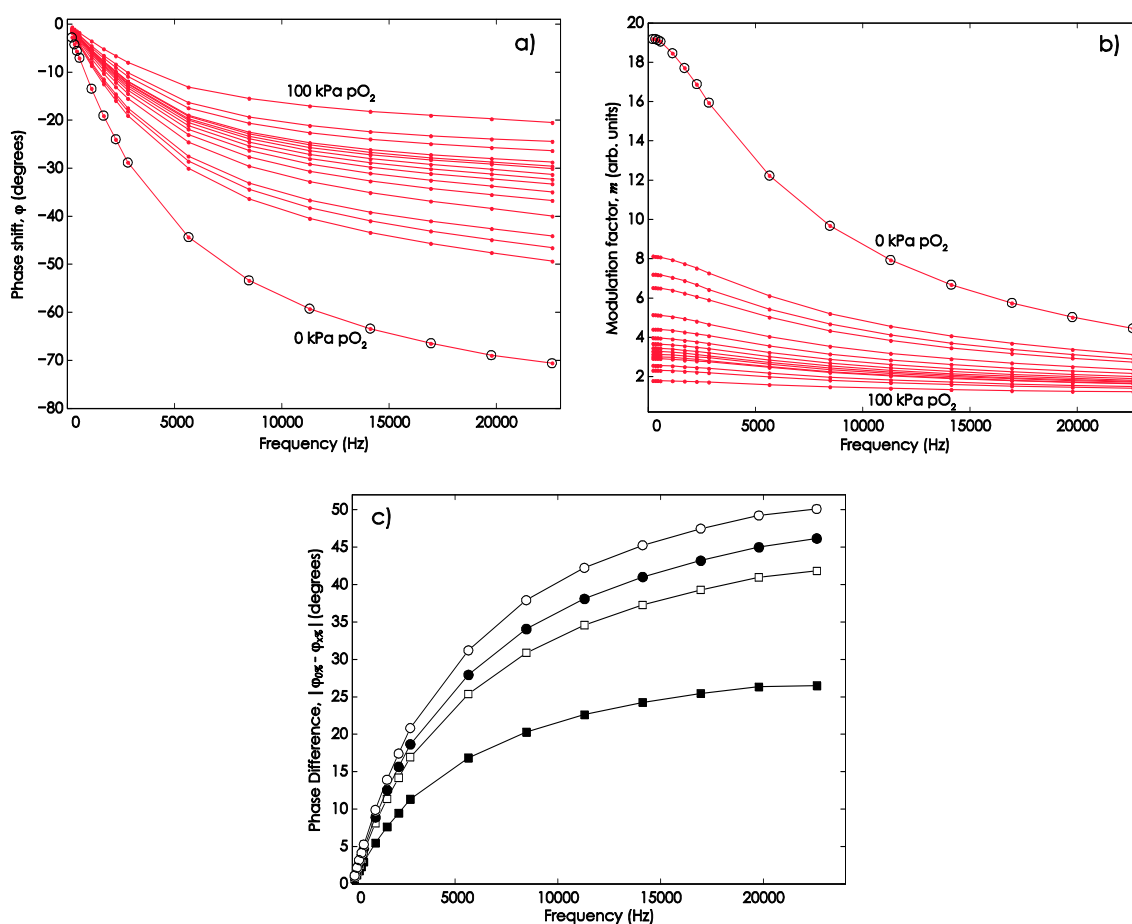 a)
0
−10
−20
−30
−40
−50
−60
−70
−80
Phase shift, φ (degrees)
100 kPa pO2
0 kPa pO2
0 5000 10000 15000 20000
Frequency (Hz)
b)
20
18
16
14
12
10
8
6
4
2
Modulation factor, m (arb. units)
0 kPa pO2
100 kPa pO2
0 5000 10000 15000 20000
Frequency (Hz)
c)
50
45
40
35
30
25
20
15
10
5
0
Phase Difference, |φ0% - φx%| (degrees)
0 5000 10000 15000 20000
Frequency (Hz)